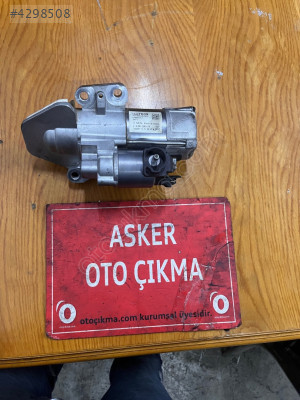 #4298508
ASKER
OTO ÇIKMA
otoçıkma.com kurumsal üyesidir.